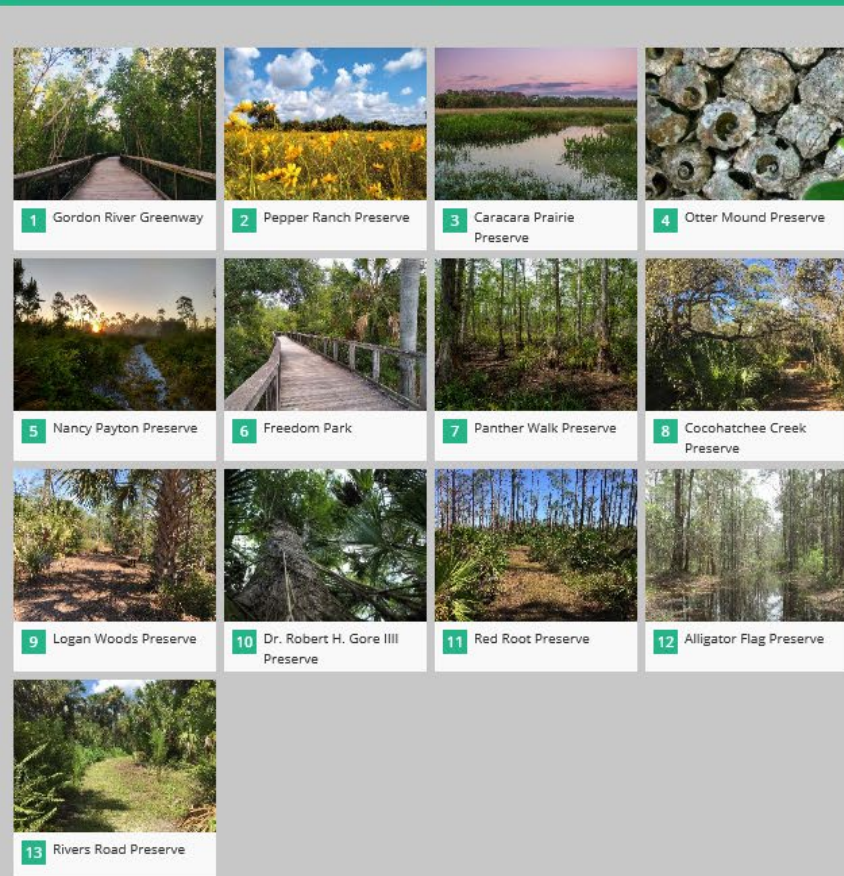 1 Gordon River Greenway
2 Pepper Ranch Preserve
3 Caracara Prairie
Preserve
4 Otter Mound Preserve
5 Nancy Payton Preserve
6 Freedom Park
7 Panther Walk Preserve
8 Cocohatchee Creek
Preserve
9 Logan Woods Preserve
10 Dr. Robert H. Gore IIII
Preserve
11 Red Root Preserve
12 Alligator Flag Preserve
13 Rivers Road Preserve